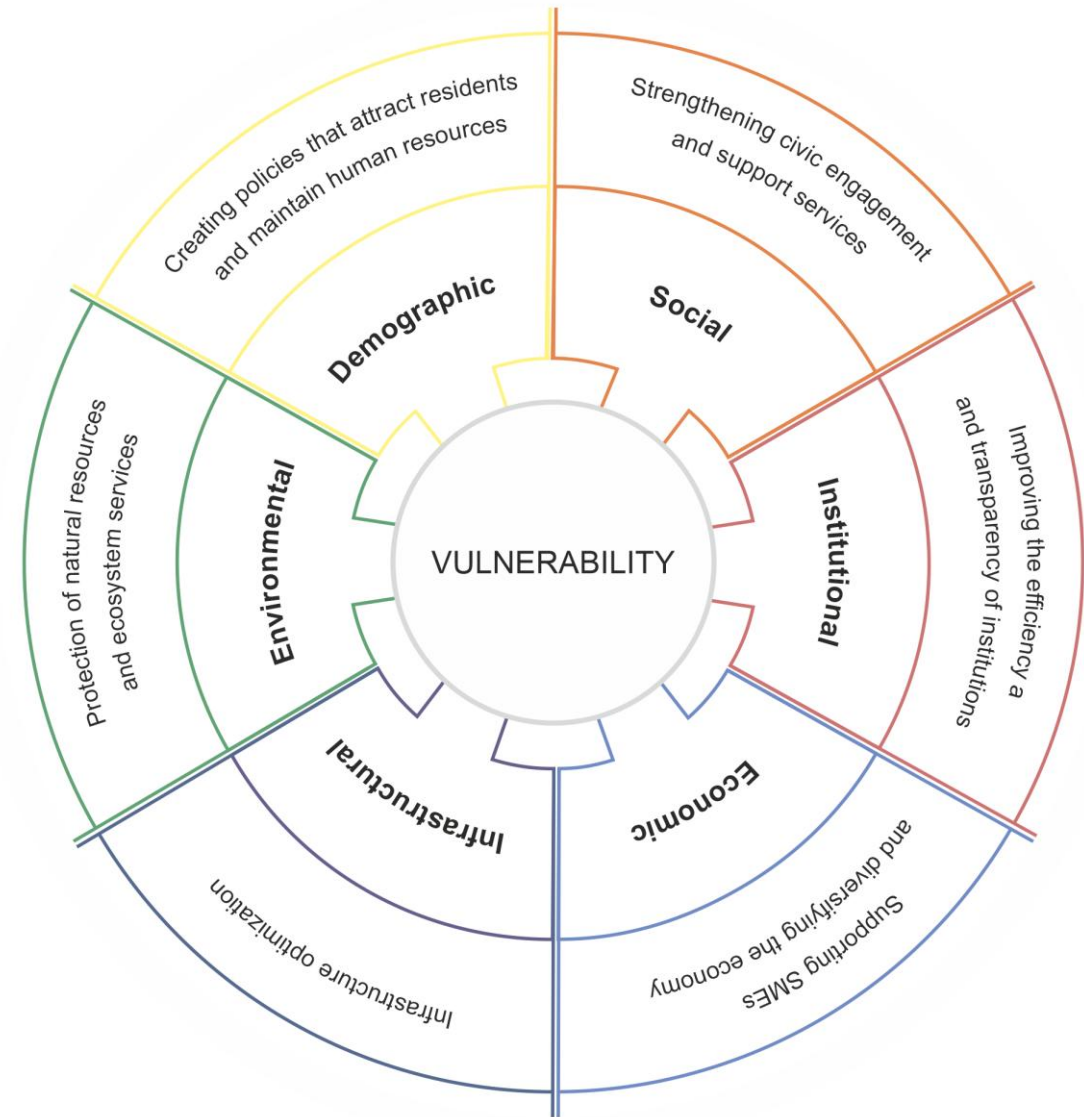 Creating policies that attract residents
and maintain human resources
Demographic
Strengthening civic engagement
and support services
Social
Improving the efficiency a
and transparency of institutions
Institutional
Supporting SMEs
and diversifying the economy
Economic
Infrastructure optimization
Infrastructural
Protection of natural resources
and ecosystem services
Environmental
VULNERABILITY